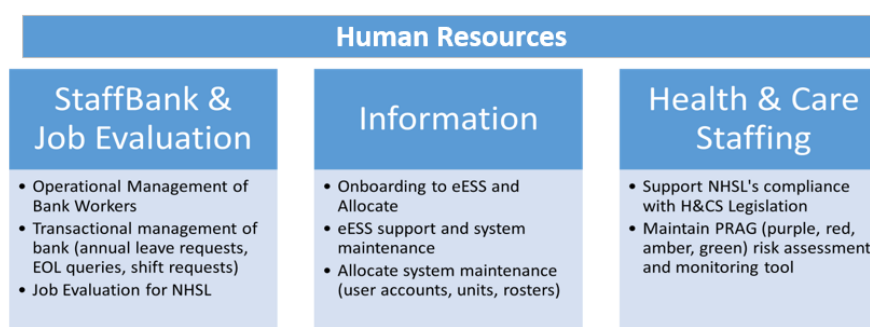 Human Resources
StaffBank &
Job Evaluation
• Operational Management of
Bank Workers
• Transactional management of
bank (annual leave requests,
EOL queries, shift requests)
• Job Evaluation for NHSL
Information
• Onboarding to eESS and
Allocate
• eESS support and system
maintenance
• Allocate system maintenance
(user accounts, units, rosters)
Health & Care
Staffing
• Support NHSL's compliance
with H&CS Legislation
• Maintain PRAG (purple, red,
amber, green) risk assessment
and monitoring tool